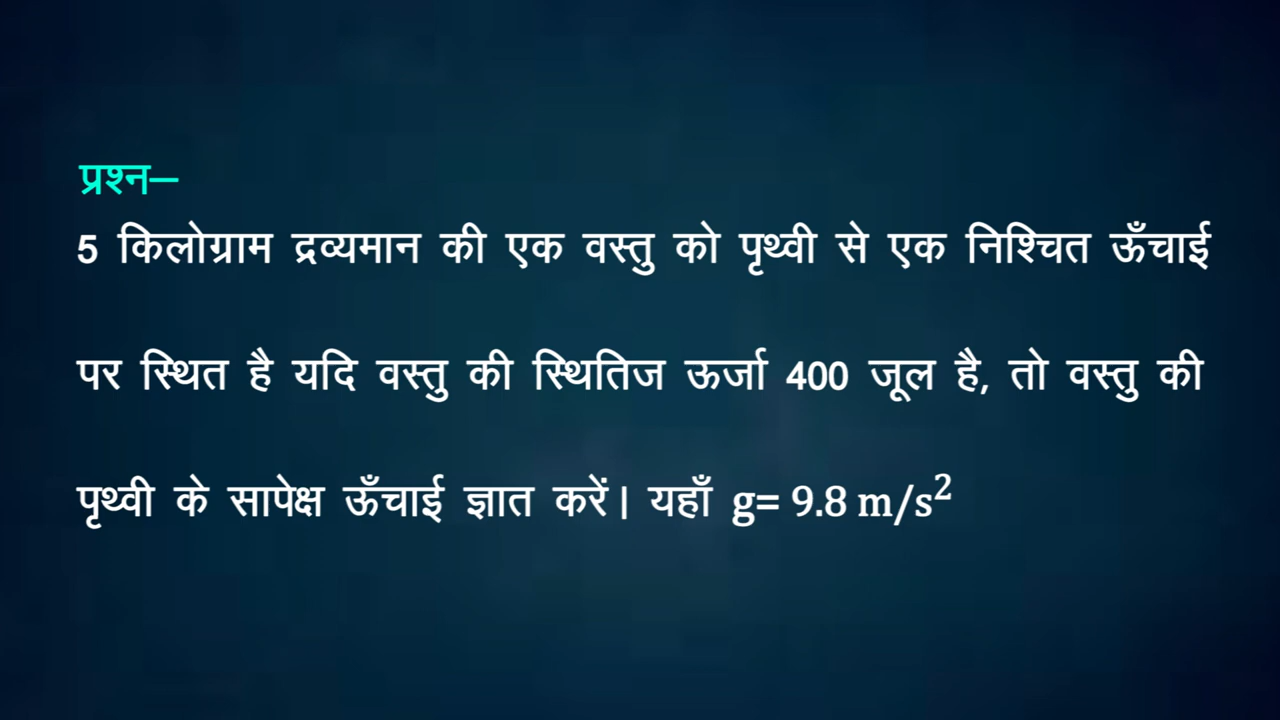 प्रश्न—
5 किलोग्राम द्रव्यमान की एक वस्तु को पृथ्वी से एक निश्चित ऊँचाई
पर स्थित है यदि वस्तु की स्थितिज ऊर्जा 400 जूल है, तो वस्तु की
पृथ्वी के सापेक्ष ऊँचाई ज्ञात करें। यहाँ g= 9.8 m/s²